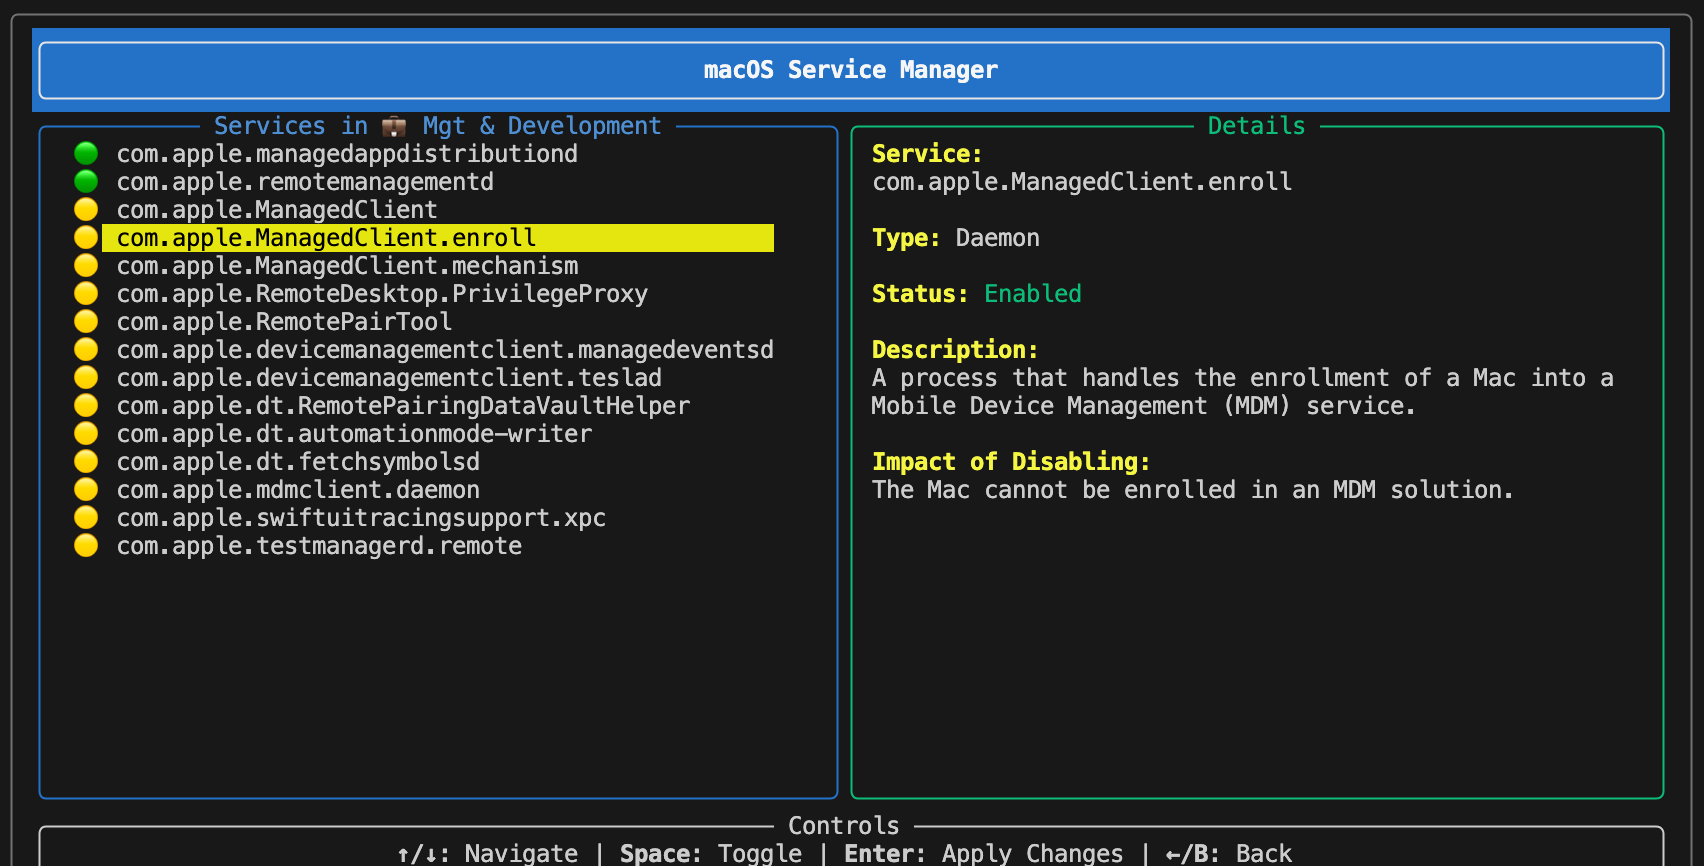 macOS Service Manager
Services in 💼 Mgt & Development
com.apple.managedappdistributiond
com.apple.remotemanagementd
com.apple.ManagedClient
com.apple.ManagedClient.enroll
com.apple.ManagedClient.mechanism
com.apple.RemoteDesktop.PrivilegeProxy
com.apple.RemotePairTool
com.apple.devicemanagementclient.managedeventsd
com.apple.devicemanagementclient.teslad
com.apple.dt.RemotePairingDataVaultHelper
com.apple.dt.automationmode-writer
com.apple.dt.fetchsymbolsd
com.apple.mdmclient.daemon
com.apple.swiftuitracingsupport.xpc
com.apple.testmanagerd.remote
Details
Service:
com.apple.ManagedClient.enroll
Type: Daemon
Status: Enabled
Description:
A process that handles the enrollment of a Mac into a
Mobile Device Management (MDM) service.
Impact of Disabling:
The Mac cannot be enrolled in an MDM solution.
Controls
↑/↓: Navigate | Space: Toggle | Enter: Apply Changes | ←/B: Back